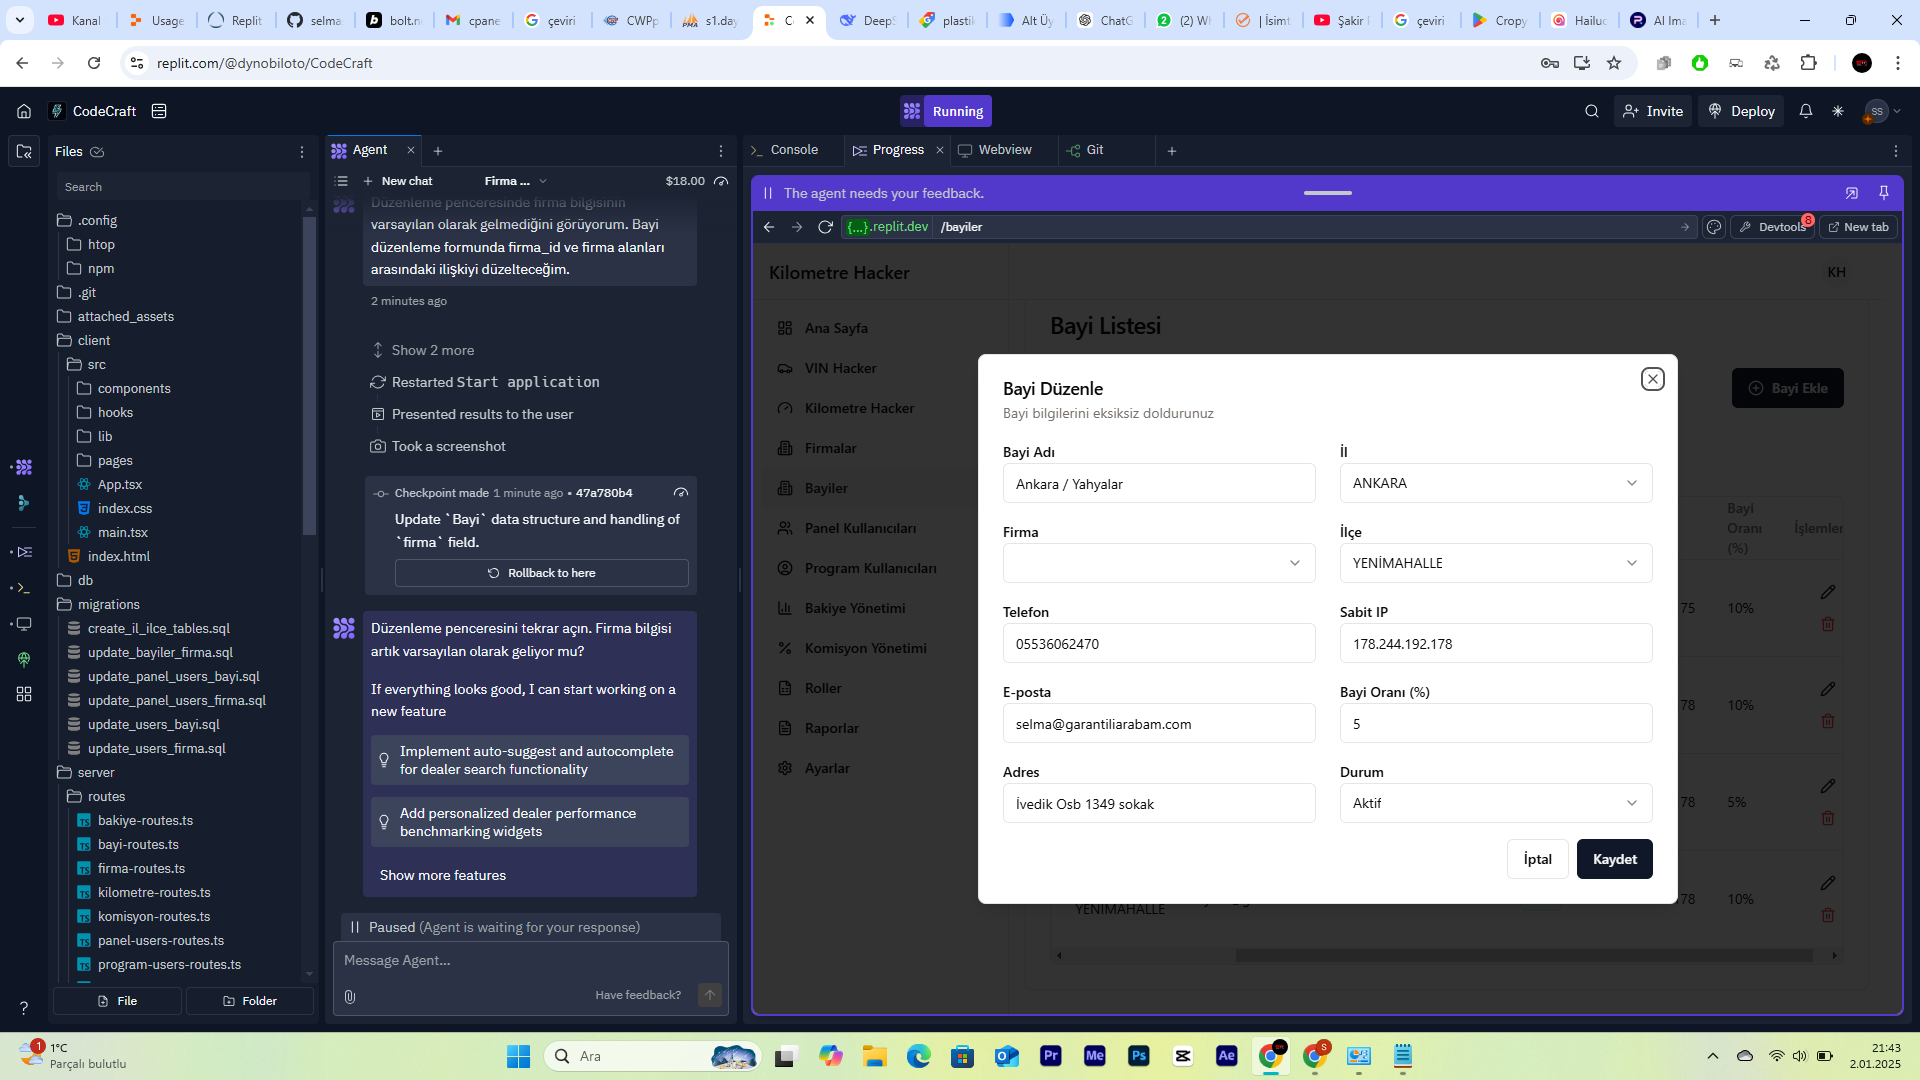 Kanal
Usage
Replit
selma
bolt.n
cpane
çeviri
CWPp
s1.day
C
DeepS
plastik
Alt Üy
ChatG
(2) W
| İsimt
Şakir
çeviri
Cropy
Hailuo
AI Ima
replit.com/@dynobiloto/CodeCraft
CodeCraft
Running
Invite
Deploy
SS
Files
Agent
Console
Progress
Webview
Git
Search
New chat
Firma ...
$18.00
The agent needs your feedback.
{...}.replit.dev
/bayiler
Devtools
8
New tab
.config
htop
npm
.git
attached_assets
client
src
components
hooks
lib
pages
App.tsx
index.css
main.tsx
index.html
db
migrations
create_il_ilce_tables.sql
update_bayiler_firma.sql
update_panel_users_bayi.sql
update_panel_users_firma.sql
update_users_bayi.sql
update_users_firma.sql
server
routes
bakiye-routes.ts
bayi-routes.ts
firma-routes.ts
kilometre-routes.ts
komisyon-routes.ts
panel-users-routes.ts
program-users-routes.ts
File
Folder
Düzenleme penceresinde firma bilgisinin
varsayılan olarak gelmediğini görüyorum. Bayi
düzenleme formunda firma_id ve firma alanları
arasındaki ilişkiyi düzelteceğim.
2 minutes ago
Show 2 more
Restarted Start application
Presented results to the user
Took a screenshot
Checkpoint made 1 minute ago • 47a780b4
Update `Bayi` data structure and handling of
`firma` field.
Rollback to here
Düzenleme penceresini tekrar açın. Firma bilgisi
artık varsayılan olarak geliyor mu?
If everything looks good, I can start working on a
new feature
Implement auto-suggest and autocomplete
for dealer search functionality
Add personalized dealer performance
benchmarking widgets
Show more features
Paused (Agent is waiting for your response)
Message Agent...
Have feedback?
Kilometre Hacker
KH
Ana Sayfa
VIN Hacker
Kilometre Hacker
Firmalar
Bayiler
Panel Kullanıcıları
Program Kullanıcıları
Bakiye Yönetimi
Komisyon Yönetimi
Roller
Raporlar
Ayarlar
Bayi Listesi
Bayi Ekle
Bayi
Oranı
(%)
İşlemler
75
10%
78
10%
78
5%
78
10%
YENİMAHALLE
Bayi Düzenle
Bayi bilgilerini eksiksiz doldurunuz
Bayi Adı
İl
Ankara / Yahyalar
ANKARA
Firma
İlçe
YENİMAHALLE
Telefon
Sabit IP
05536062470
178.244.192.178
E-posta
Bayi Oranı (%)
selma@garantiliarabam.com
5
Adres
Durum
İvedik Osb 1349 sokak
Aktif
İptal
Kaydet
1
1°C
Parçalı bulutlu
Ara
Pr
Me
Ps
Ae
S
21:43
2.01.2025